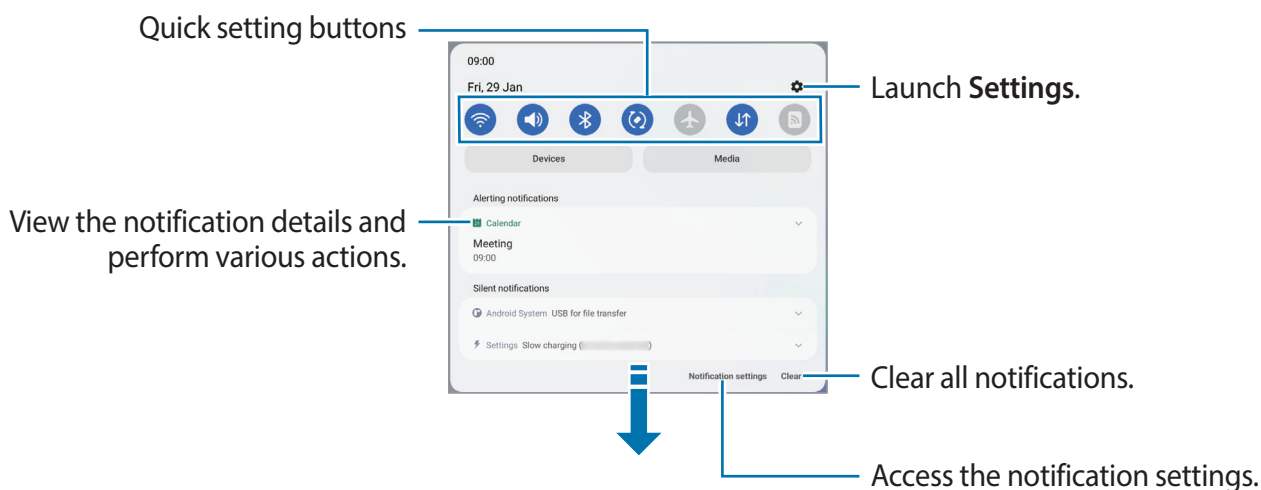 Quick setting buttons
09:00
Fri, 29 Jan
Launch Settings.
Devices Media
Alerting notifications
View the notification details and
perform various actions.
Calendar
Meeting
09:00
Silent notifications
Android System USB for file transfer
Settings Slow charging ( )
Notification settings Clear
Clear all notifications.
Access the notification settings.